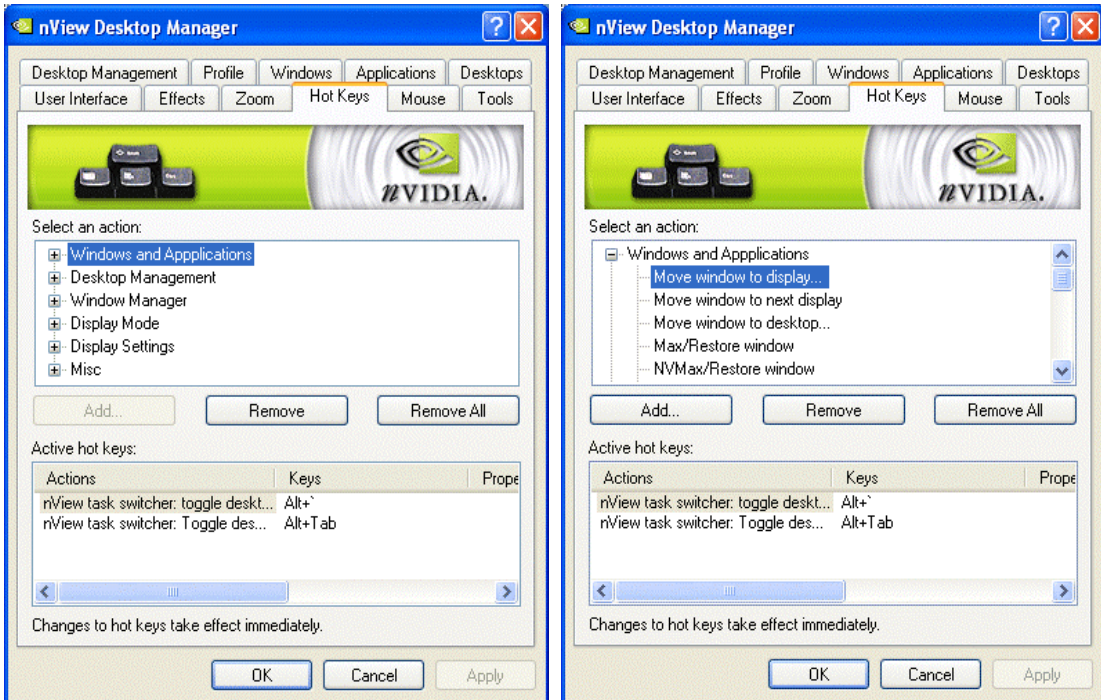 nView Desktop Manager
Desktop Management Profile Windows Applications Desktops
User Interface Effects Zoom Hot Keys Mouse Tools
nVIDIA.
Select an action:
Windows and Appplications
Desktop Management
Window Manager
Display Mode
Display Settings
Misc
Add... Remove Remove All
Active hot keys:
Actions Keys Prope
nView task switcher: toggle deskt... Alt+`
nView task switcher: Toggle des... Alt+Tab
Changes to hot keys take effect immediately.
OK Cancel Apply
nView Desktop Manager
Desktop Management Profile Windows Applications Desktops
User Interface Effects Zoom Hot Keys Mouse Tools
nVIDIA.
Select an action:
Windows and Appplications
Move window to display...
Move window to next display
Move window to desktop...
Max/Restore window
NVMax/Restore window
Add... Remove Remove All
Active hot keys:
Actions Keys Prope
nView task switcher: toggle deskt... Alt+`
nView task switcher: Toggle des... Alt+Tab
Changes to hot keys take effect immediately.
OK Cancel Apply